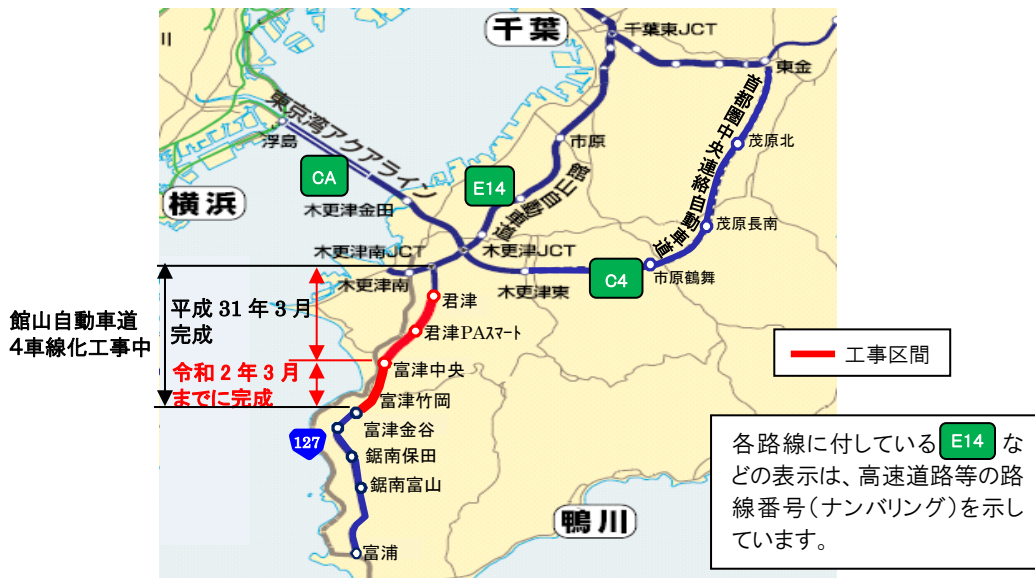 千葉
千葉東JCT
東金
川
東京湾アクアライン
浮島
首都圏中央連絡自動車道
茂原北
市原
CA
E14
館山自動車道
横浜
木更津金田
茂原長南
木更津南JCT
木更津JCT
市原鶴舞
木更津南
木更津東
C4
館山自動車道
4車線化工事中
平成 31 年 3 月
完成
君津
君津PAスマート
工事区間
令和 2 年 3 月
までに完成
富津中央
富津竹岡
127
富津金谷
鋸南保田
鋸南富山
鴨川
富浦
各路線に付している E14 な
どの表示は、高速道路等の路
線番号(ナンバリング)を示し
ています。